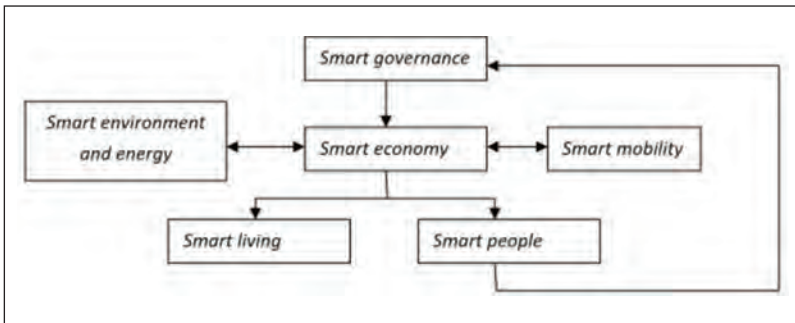 Smart governance
Smart environment
and energy
Smart economy
Smart mobility
Smart living
Smart people